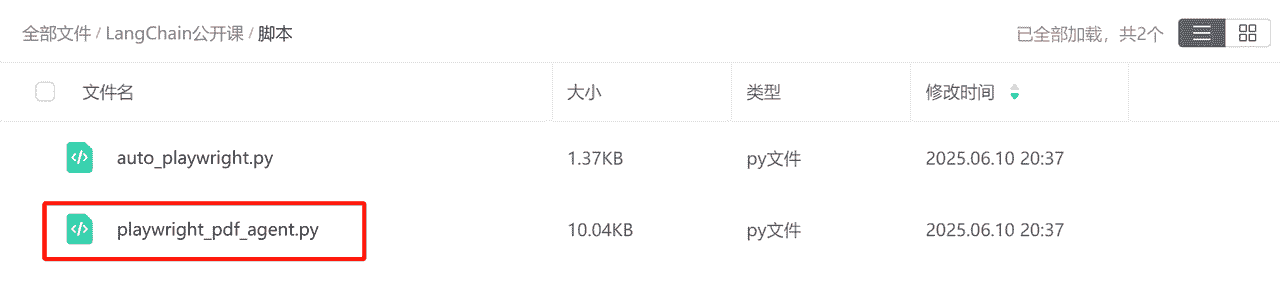 全部文件 / LangChain公开课 / 脚本 已全部加载，共2个
文件名 大小 类型 修改时间
auto_playwright.py 1.37KB py文件 2025.06.10 20:37
playwright_pdf_agent.py 10.04KB py文件 2025.06.10 20:37